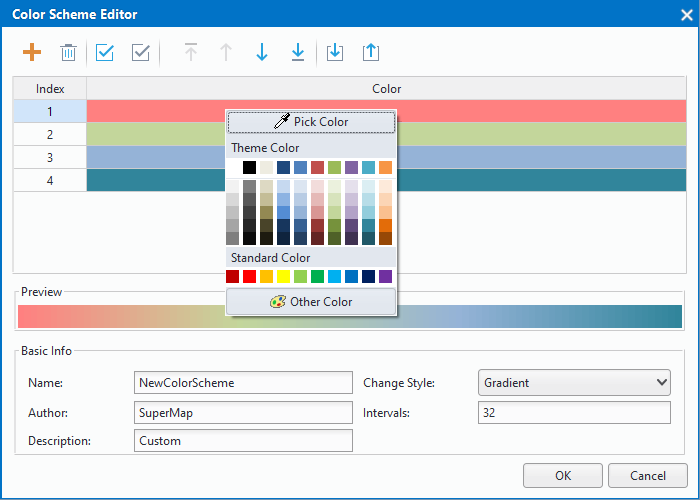 Color Scheme Editor
Index Color
1
Pick Color
2
Theme Color
3
4
Standard Color
Other Color
Preview
Basic Info
Name: NewColorScheme Change Style: Gradient
Author: SuperMap Intervals: 32
Description: Custom
OK Cancel